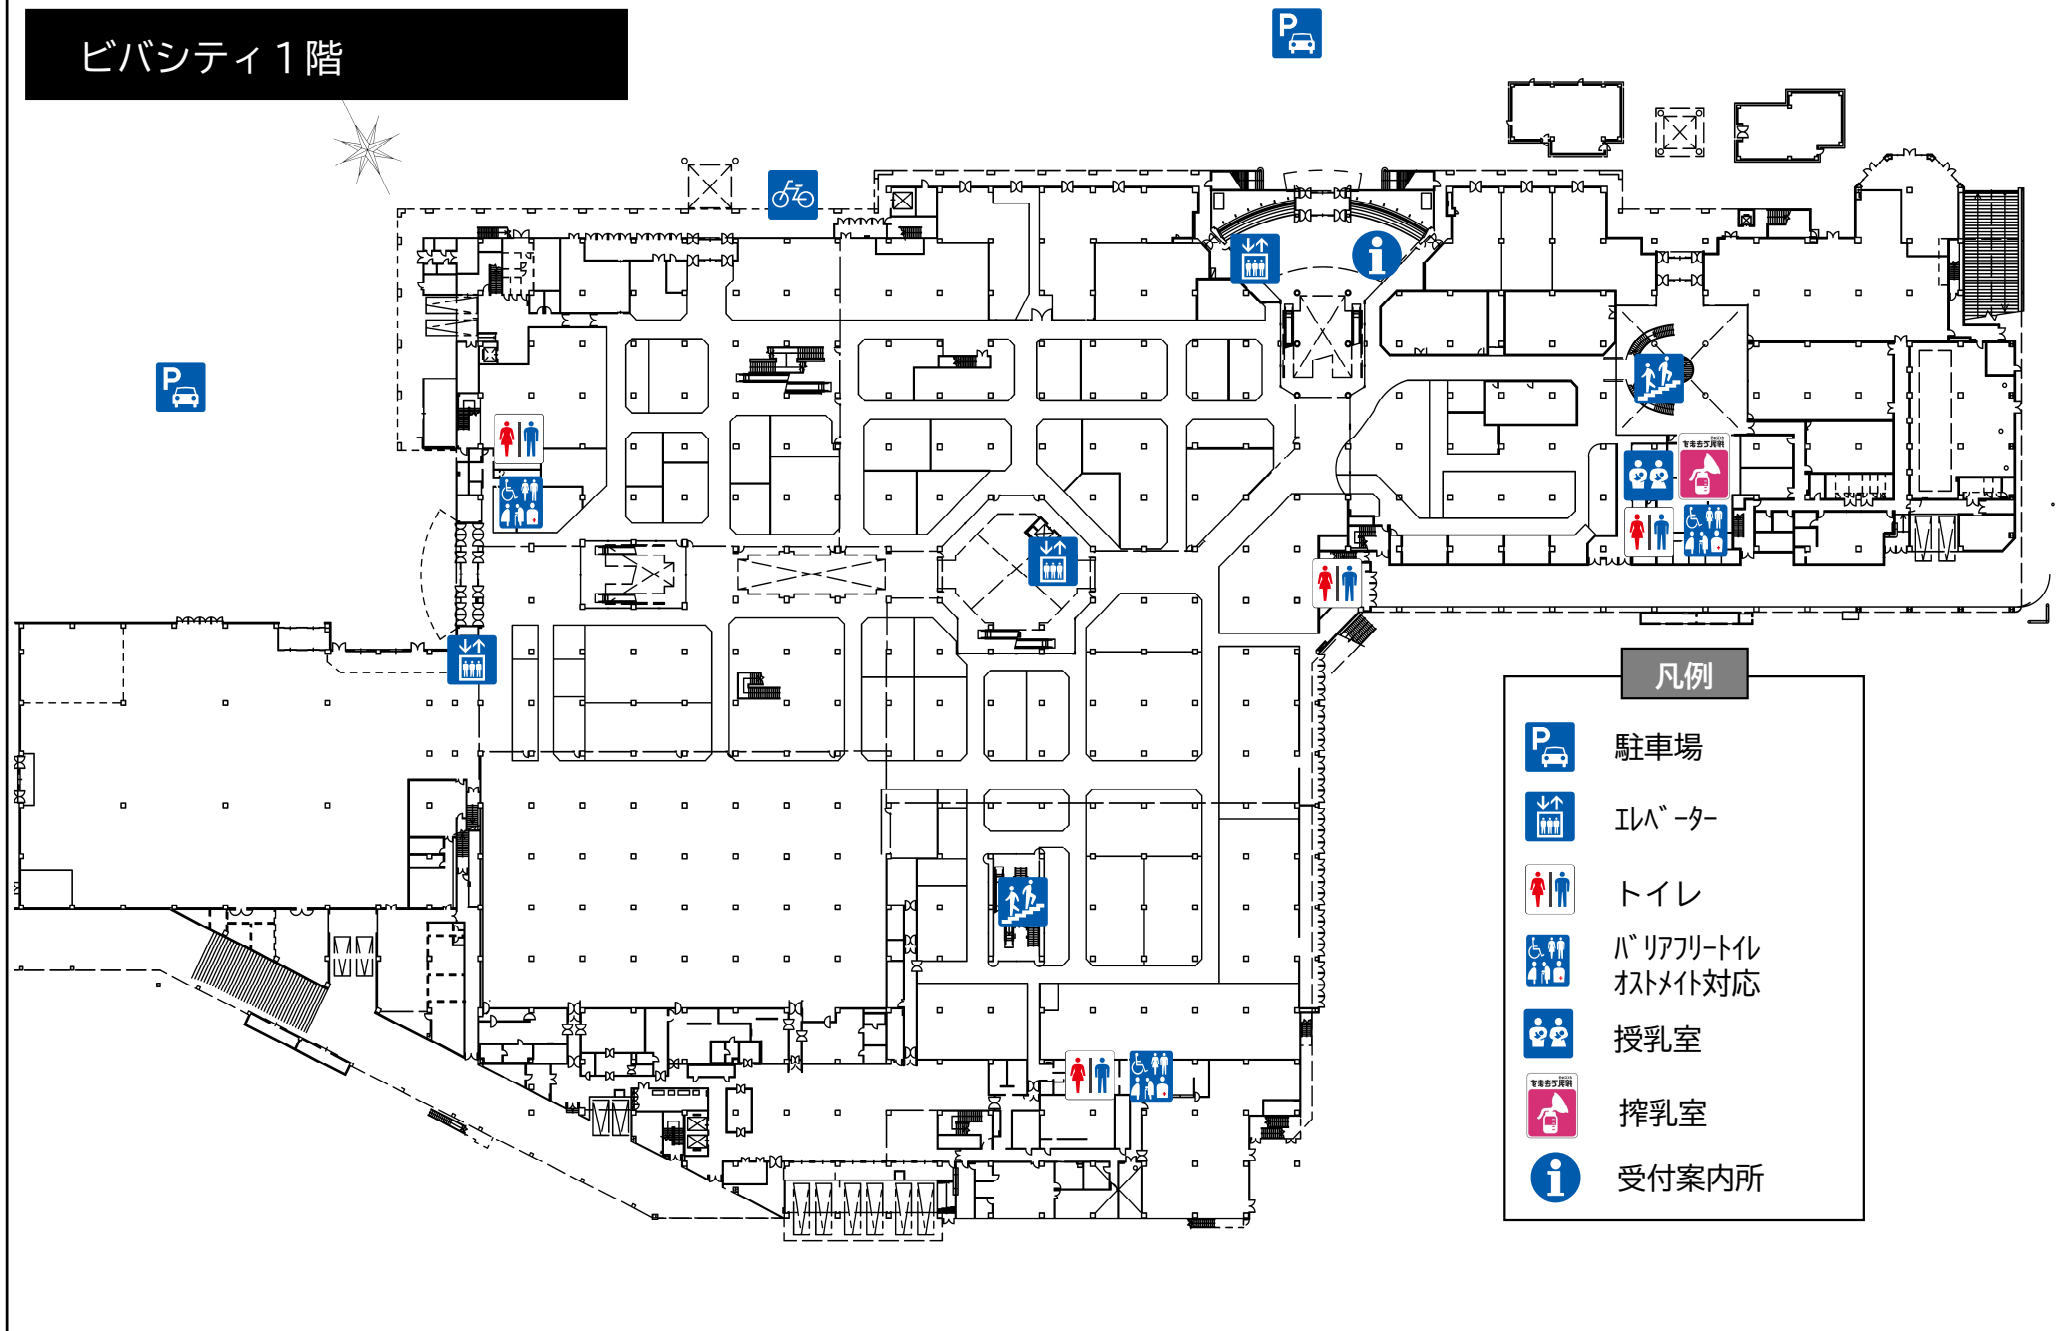 ビバシティ１階
P
P
i
凡例
P
駐車場
ｴﾚﾍﾞｰﾀｰ
トイレ
ﾊﾞﾘｱﾌﾘｰﾄｲﾚ
ｵｽﾄﾒｲﾄ対応
授乳室
搾乳室
i
受付案内所